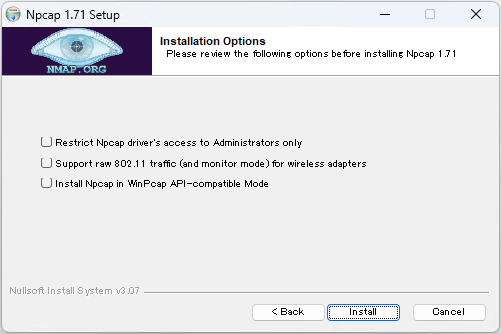 Npcap 1.71 Setup
NMAP.ORG
Installation Options
Please review the following options before installing Npcap 1.71
Restrict Npcap driver's access to Administrators only
Support raw 802.11 traffic (and monitor mode) for wireless adapters
Install Npcap in WinPcap API-compatible Mode
Nullsoft Install System v3.07
< Back
Install
Cancel